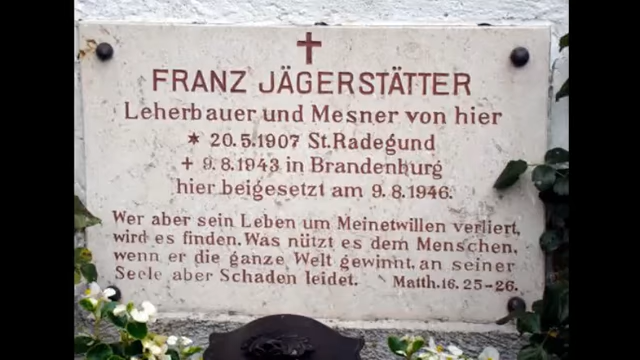 FRANZ JÄGERSTÄTTER
Leherbauer und Mesner von hier
* 20.5.1907 St. Radegund
+ 9.8.1943 in Brandenburg
hier beigesetzt am 9.8.1946.
Wer aber sein Leben um Meinetwillen verliert,
wird es finden. Was nützt es dem Menschen,
wenn er die ganze Welt gewinnt, an seiner
Seele aber Schaden leidet. Matth. 16. 25-26.